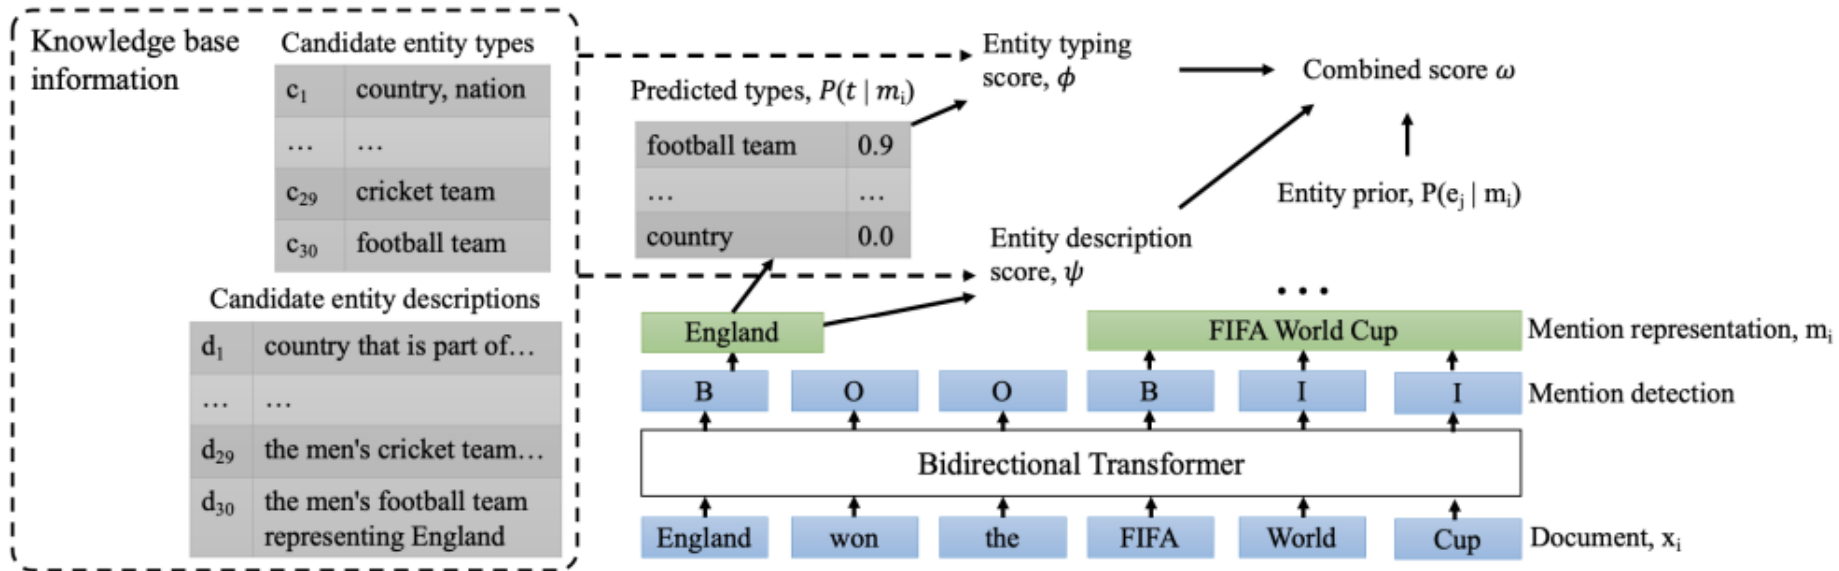 Knowledge base
information
Candidate entity types
c₁ country, nation
... ...
c₂₉ cricket team
c₃₀ football team
Candidate entity descriptions
d₁ country that is part of...
... ...
d₂₉ the men's cricket team...
d₃₀ the men's football team
representing England
Predicted types, P(t | mᵢ)
football team 0.9
... ...
country 0.0
Entity typing
score, ϕ
Combined score ω
Entity prior, P(eⱼ | mᵢ)
Entity description
score, ψ
...
England FIFA World Cup Mention representation, mᵢ
B O O B I I Mention detection
Bidirectional Transformer
England won the FIFA World Cup Document, xᵢ